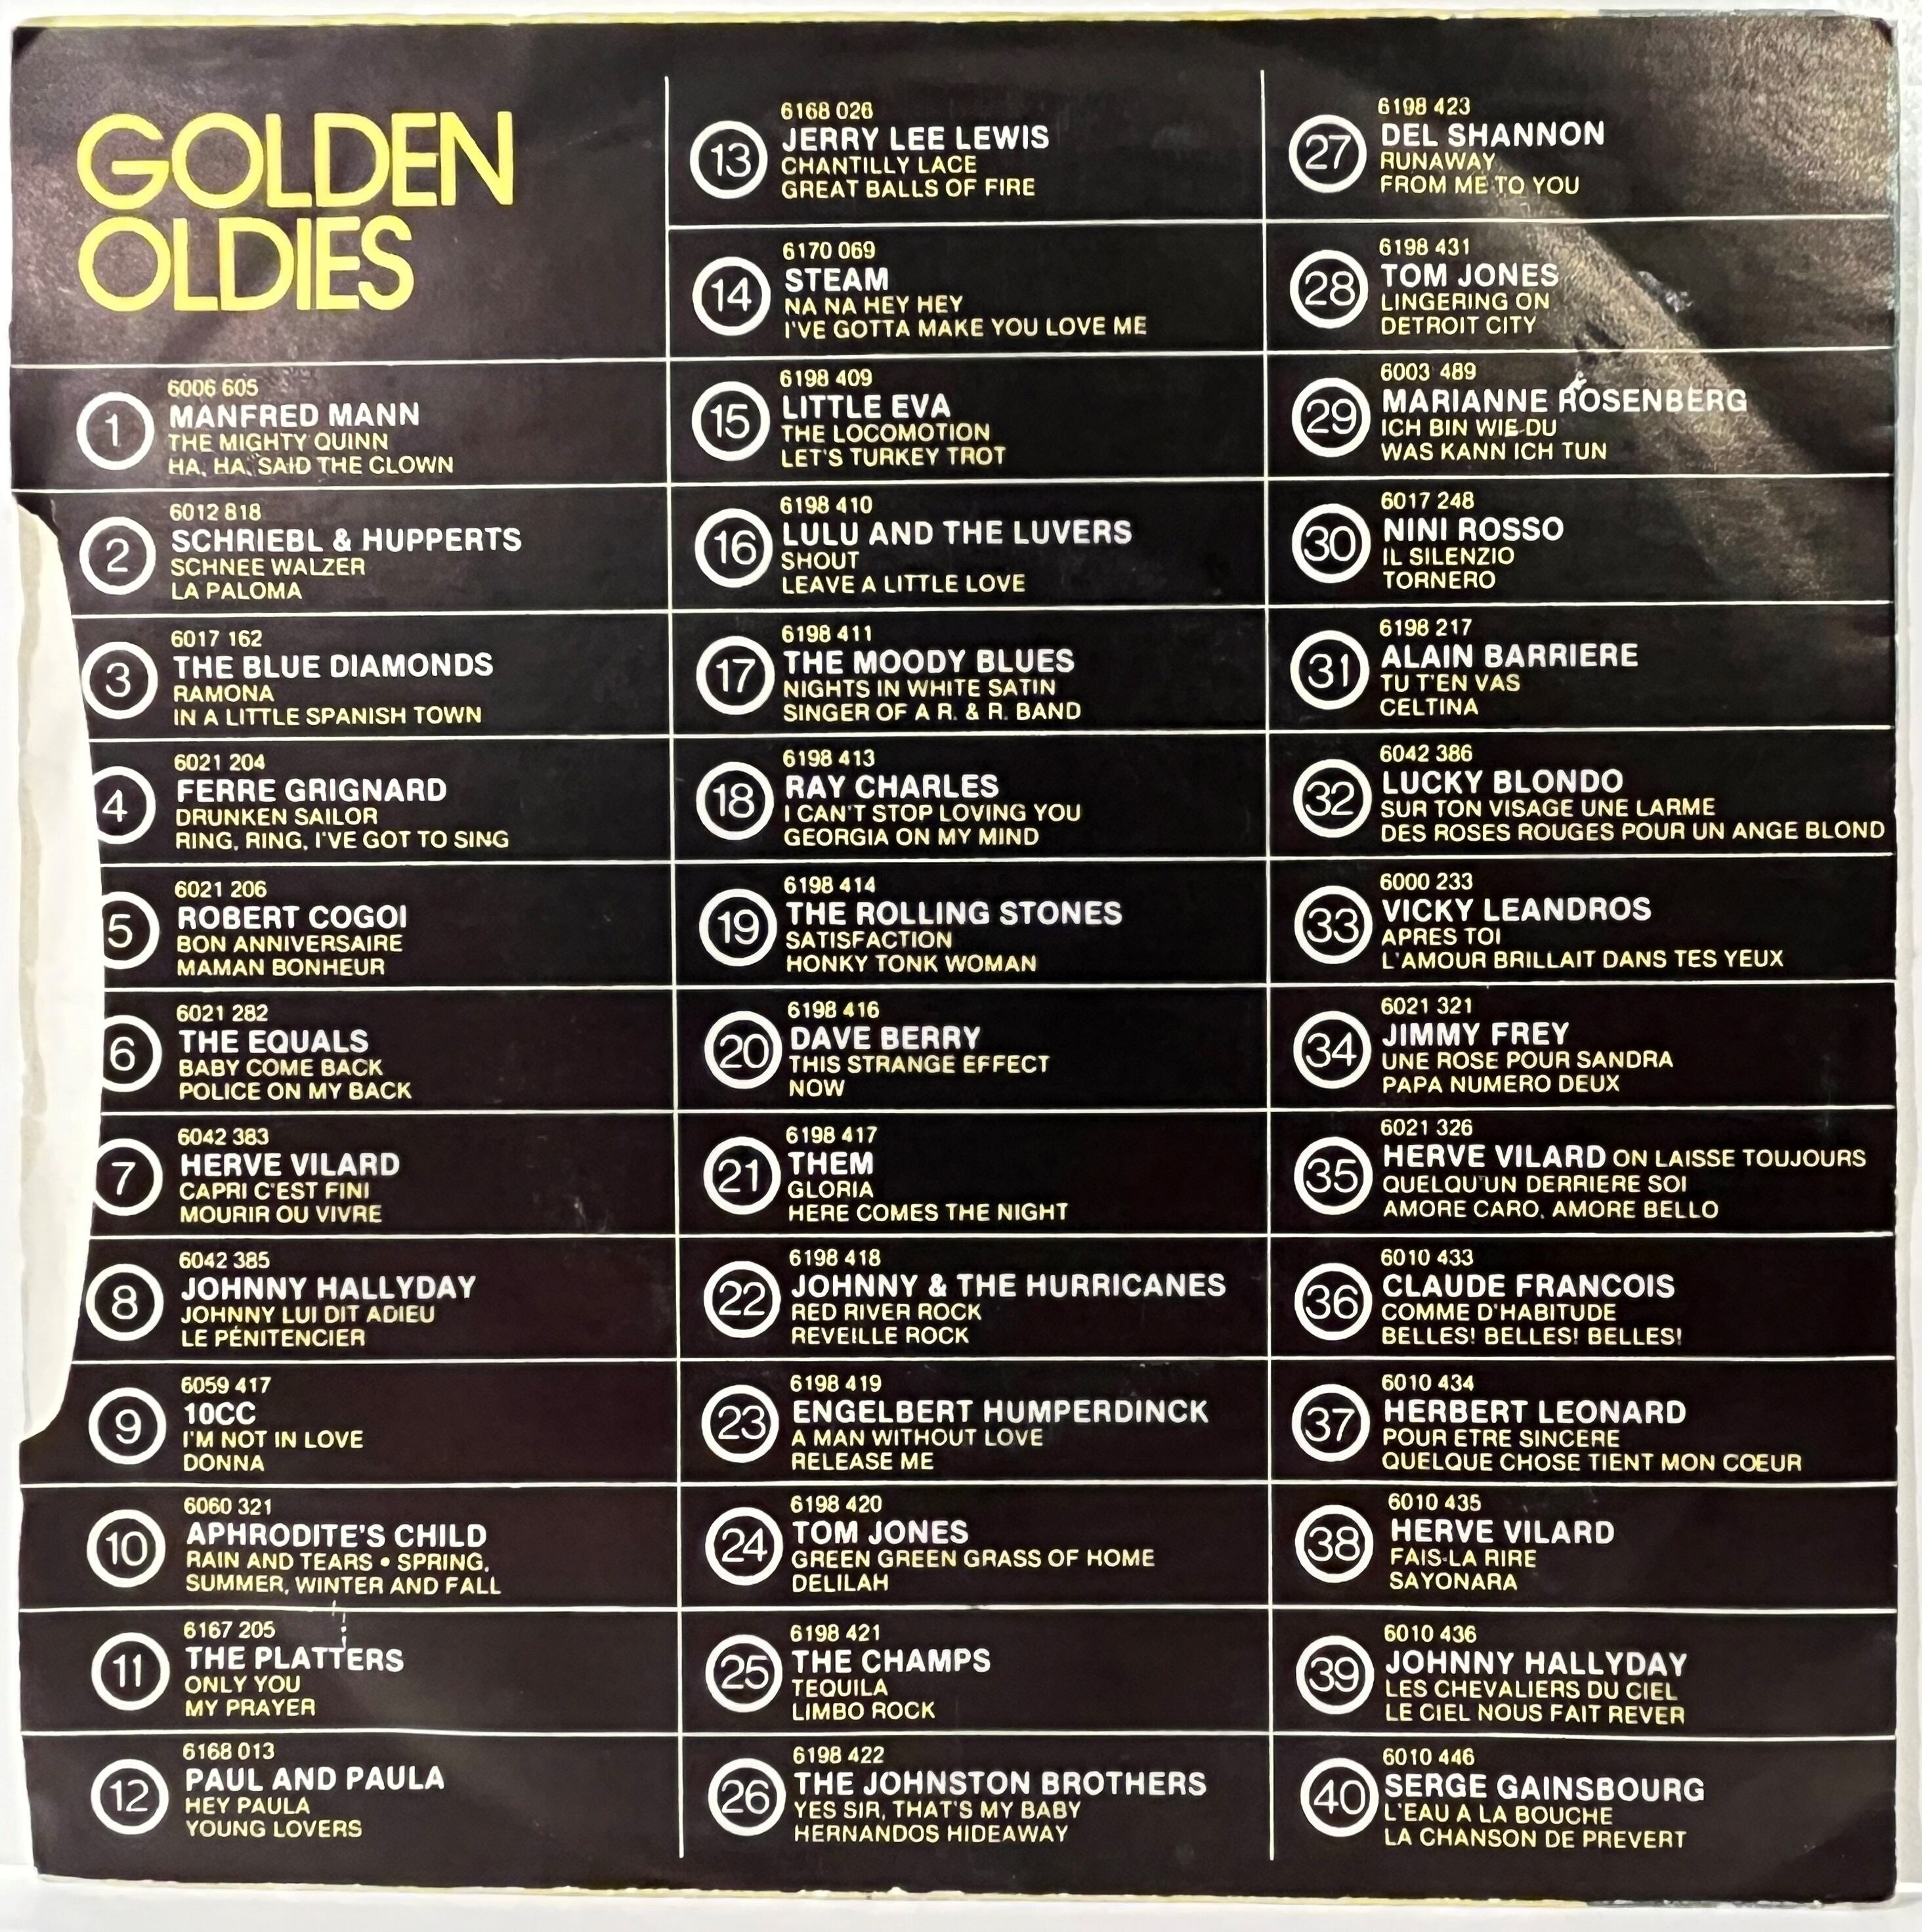 GOLDEN
OLDIES
1
6006 605
MANFRED MANN
THE MIGHTY QUINN
HA, HA, SAID THE CLOWN
2
6012 818
SCHRIEBL & HUPPERTS
SCHNEE WALZER
LA PALOMA
3
6017 162
THE BLUE DIAMONDS
RAMONA
IN A LITTLE SPANISH TOWN
4
6021 204
FERRE GRIGNARD
DRUNKEN SAILOR
RING, RING, I'VE GOT TO SING
5
6021 206
ROBERT COGOI
BON ANNIVERSAIRE
MAMAN BONHEUR
6
6021 282
THE EQUALS
BABY COME BACK
POLICE ON MY BACK
7
6042 383
HERVE VILARD
CAPRI C'EST FINI
MOURIR OU VIVRE
8
6042 385
JOHNNY HALLYDAY
JOHNNY LUI DIT ADIEU
LE PÉNITENCIER
9
6059 417
10CC
I'M NOT IN LOVE
DONNA
10
6060 321
APHRODITE'S CHILD
RAIN AND TEARS • SPRING,
SUMMER, WINTER AND FALL
11
6167 205
THE PLATTERS
ONLY YOU
MY PRAYER
12
6168 013
PAUL AND PAULA
HEY PAULA
YOUNG LOVERS
13
6168 026
JERRY LEE LEWIS
CHANTILLY LACE
GREAT BALLS OF FIRE
14
6170 069
STEAM
NA NA HEY HEY
I'VE GOTTA MAKE YOU LOVE ME
15
6198 409
LITTLE EVA
THE LOCOMOTION
LET'S TURKEY TROT
16
6198 410
LULU AND THE LUVERS
SHOUT
LEAVE A LITTLE LOVE
17
6198 411
THE MOODY BLUES
NIGHTS IN WHITE SATIN
SINGER OF A R. & R. BAND
18
6198 413
RAY CHARLES
I CAN'T STOP LOVING YOU
GEORGIA ON MY MIND
19
6198 414
THE ROLLING STONES
SATISFACTION
HONKY TONK WOMAN
20
6198 416
DAVE BERRY
THIS STRANGE EFFECT
NOW
21
6198 417
THEM
GLORIA
HERE COMES THE NIGHT
22
6198 418
JOHNNY & THE HURRICANES
RED RIVER ROCK
REVEILLE ROCK
23
6198 419
ENGELBERT HUMPERDINCK
A MAN WITHOUT LOVE
RELEASE ME
24
6198 420
TOM JONES
GREEN GREEN GRASS OF HOME
DELILAH
25
6198 421
THE CHAMPS
TEQUILA
LIMBO ROCK
26
6198 422
THE JOHNSTON BROTHERS
YES SIR, THAT'S MY BABY
HERNANDOS HIDEAWAY
27
6198 423
DEL SHANNON
RUNAWAY
FROM ME TO YOU
28
6198 431
TOM JONES
LINGERING ON
DETROIT CITY
29
6003 489
MARIANNE ROSENBERG
ICH BIN WIE DU
WAS KANN ICH TUN
30
6017 248
NINI ROSSO
IL SILENZIO
TORNERO
31
6198 217
ALAIN BARRIERE
TU T'EN VAS
CELTINA
32
6042 386
LUCKY BLONDO
SUR TON VISAGE UNE LARME
DES ROSES ROUGES POUR UN ANGE BLOND
33
6000 233
VICKY LEANDROS
APRES TOI
L'AMOUR BRILLAIT DANS TES YEUX
34
6021 321
JIMMY FREY
UNE ROSE POUR SANDRA
PAPA NUMERO DEUX
35
6021 326
HERVE VILARD ON LAISSE TOUJOURS
QUELQU'UN DERRIERE SOI
AMORE CARO, AMORE BELLO
36
6010 433
CLAUDE FRANCOIS
COMME D'HABITUDE
BELLES! BELLES! BELLES!
37
6010 434
HERBERT LEONARD
POUR ETRE SINCERE
QUELQUE CHOSE TIENT MON CŒUR
38
6010 435
HERVE VILARD
FAIS-LA RIRE
SAYONARA
39
6010 436
JOHNNY HALLYDAY
LES CHEVALIERS DU CIEL
LE CIEL NOUS FAIT REVER
40
6010 446
SERGE GAINSBOURG
L'EAU A LA BOUCHE
LA CHANSON DE PREVERT